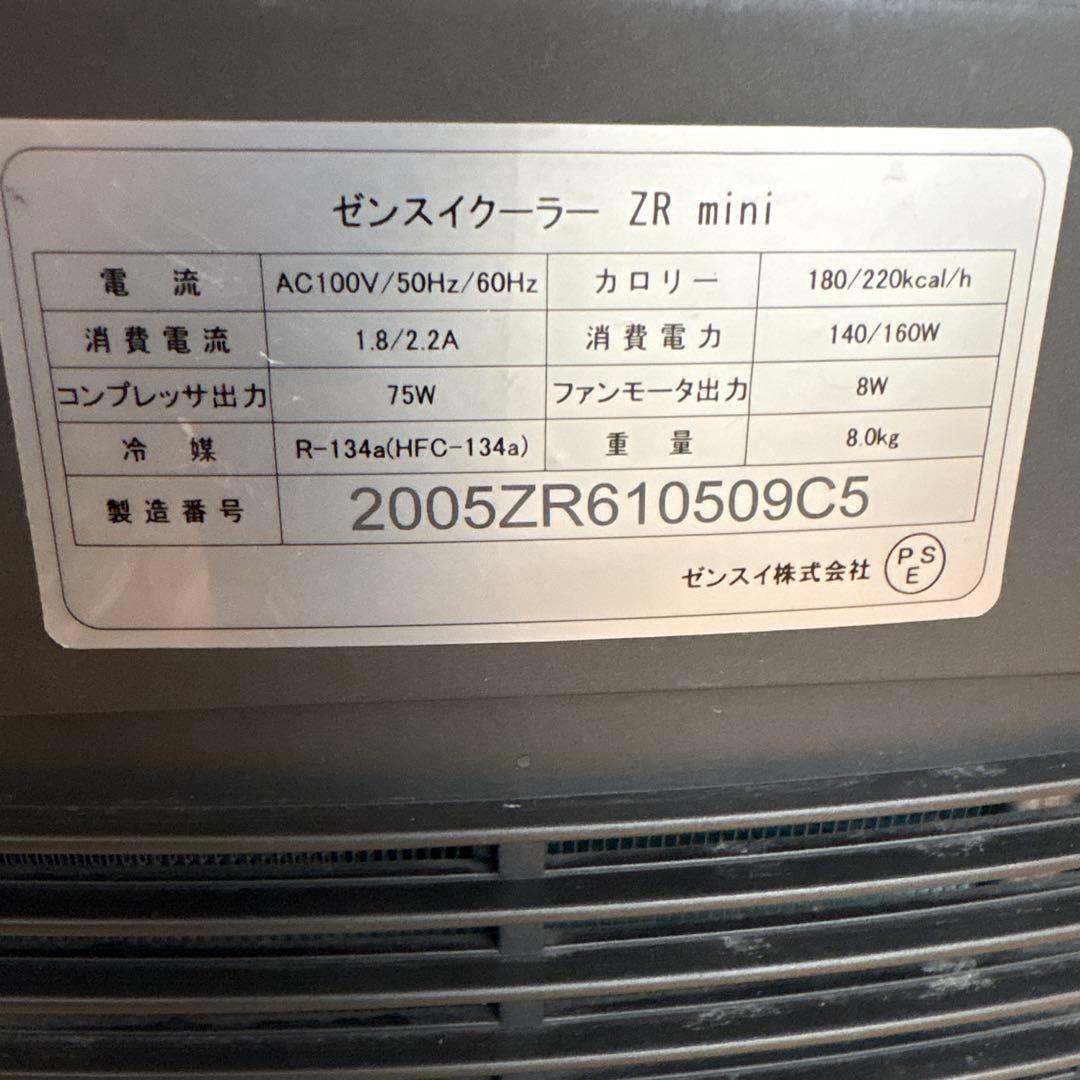 ゼンスイクーラー ZR mini
電流 AC100V/50Hz/60Hz カロリー 180/220kcal/h
消費電流 1.8/2.2A 消費電力 140/160W
コンプレッサ出力 75W ファンモータ出力 8W
冷媒 R-134a(HFC-134a) 重量 8.0kg
製造番号 2005ZR610509C5
ゼンスイ株式会社 PSE